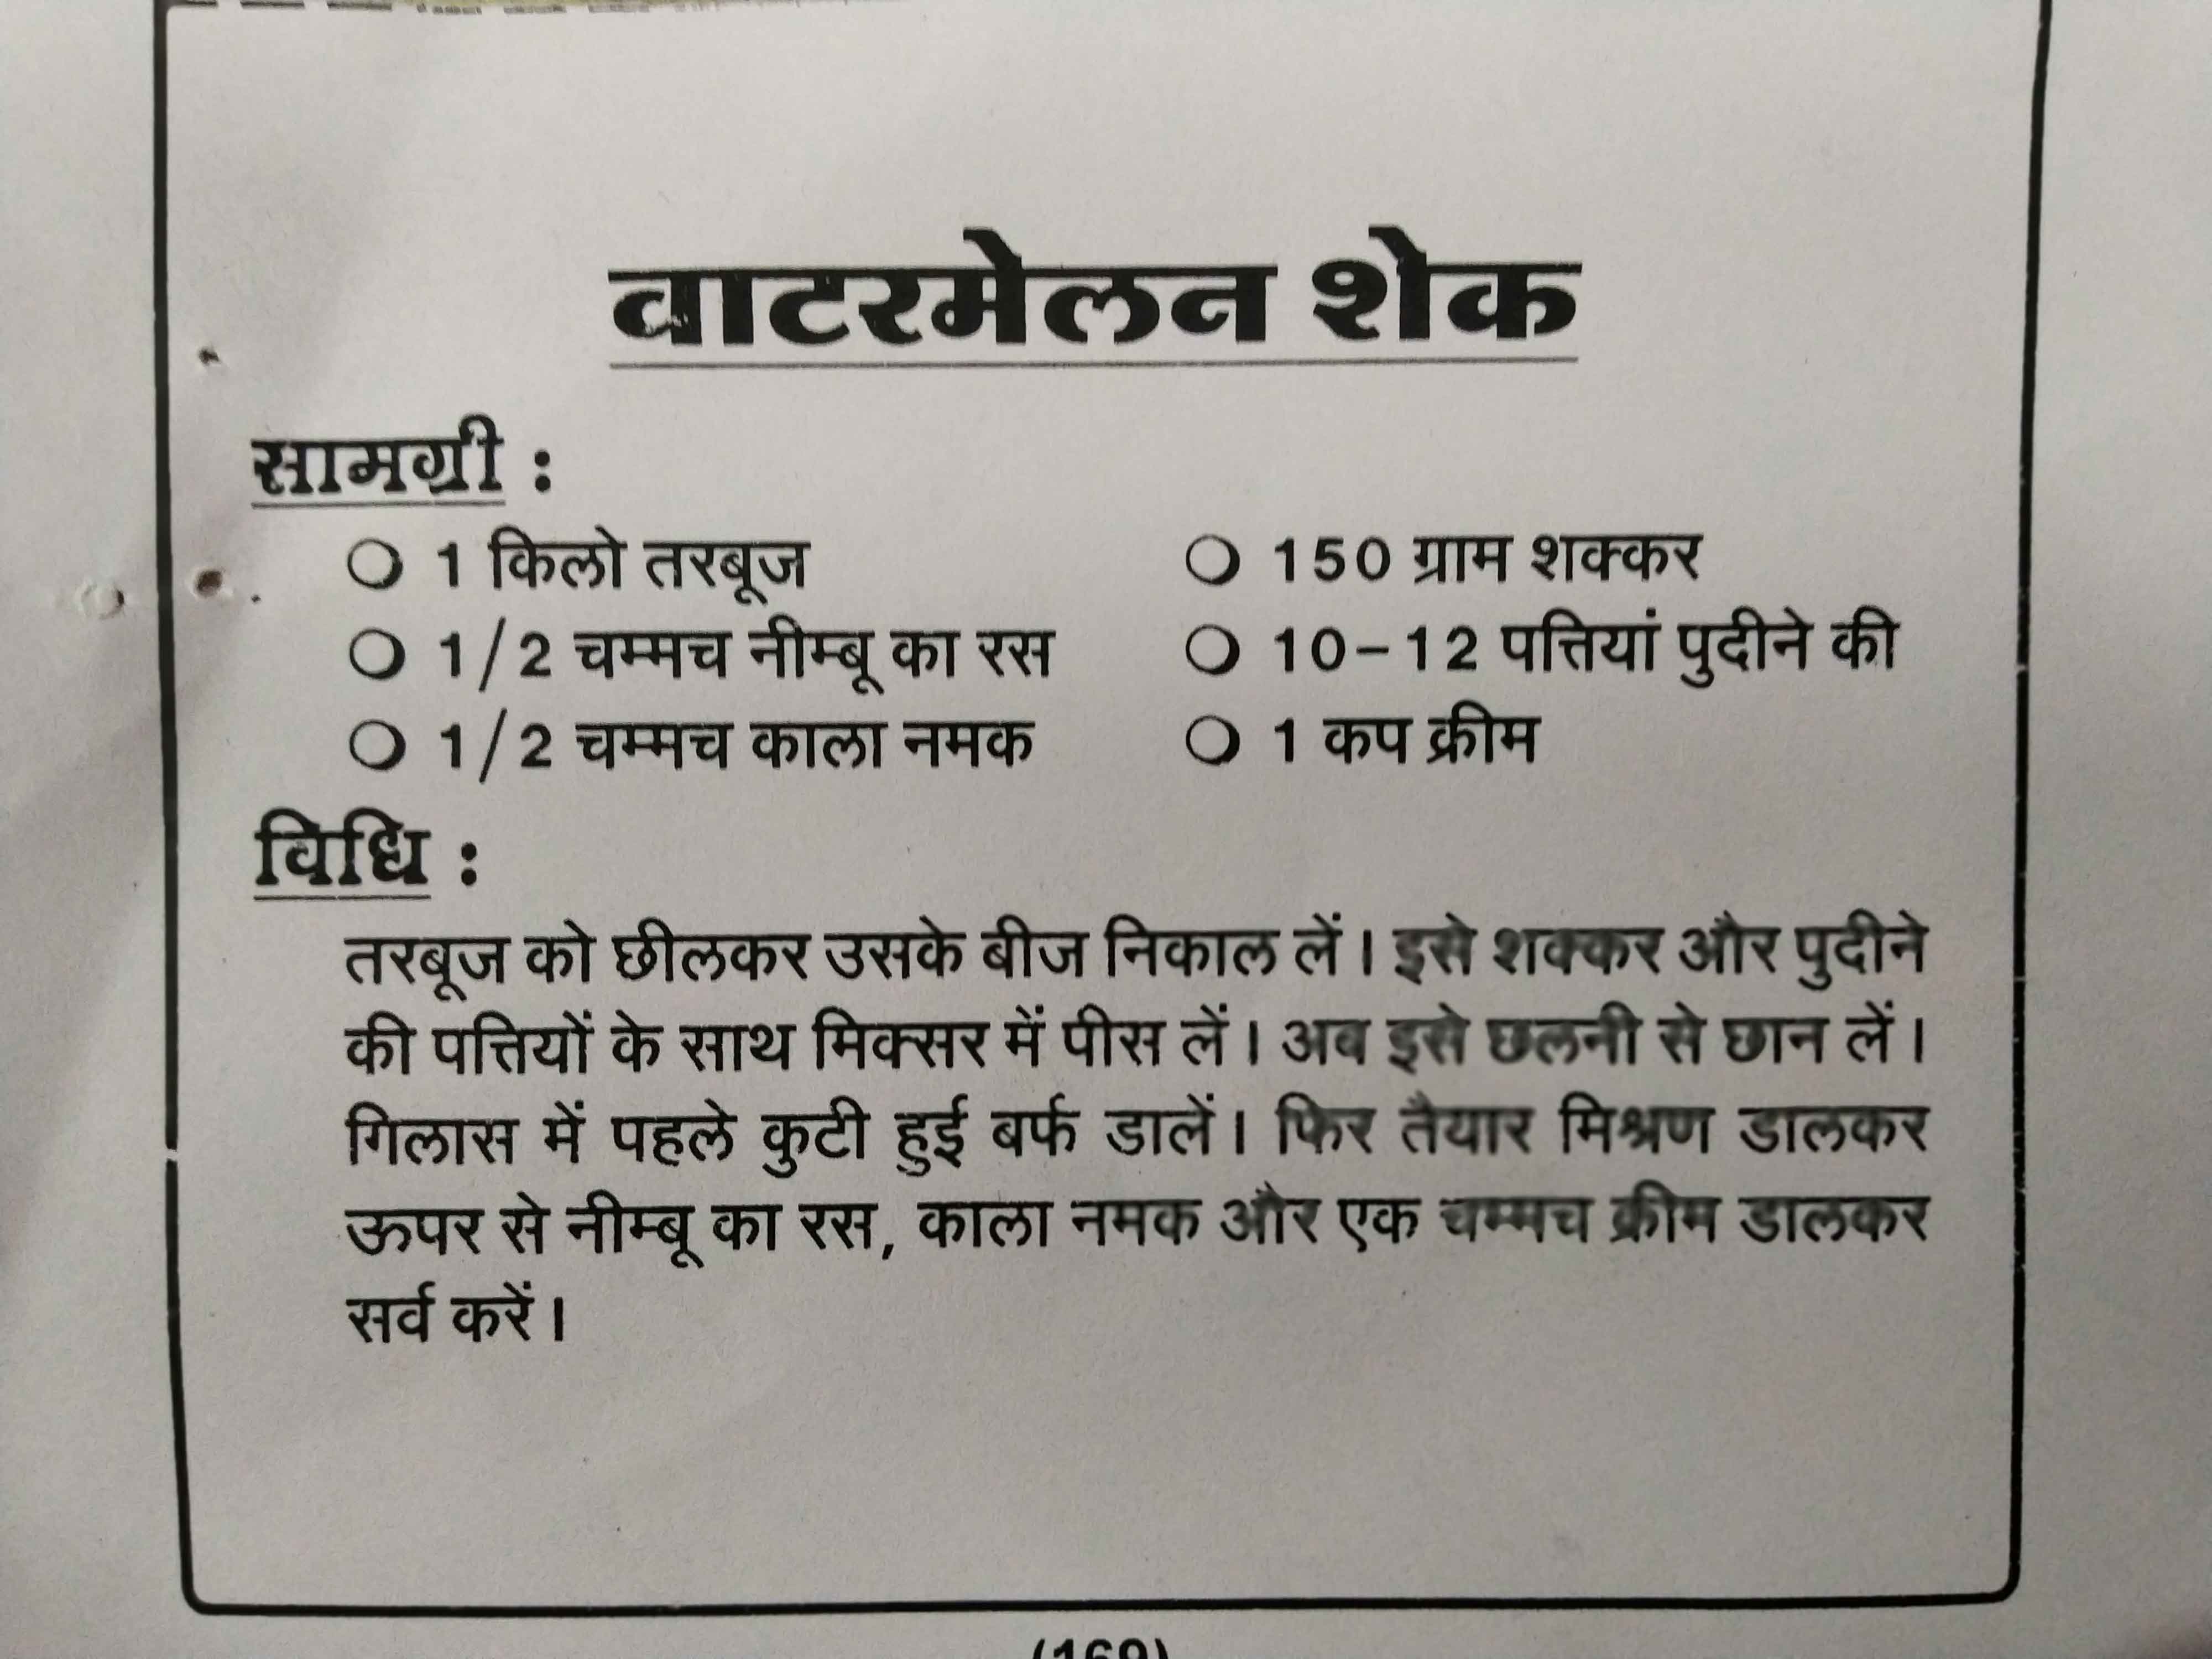 वाटरमेलन शेक
सामग्री :
○ 1 किलो तरबूज ○ 150 ग्राम शक्कर
○ 1/2 चम्मच नीम्बू का रस ○ 10-12 पत्तियां पुदीने की
○ 1/2 चम्मच काला नमक ○ 1 कप क्रीम
विधि :
तरबूज को छीलकर उसके बीज निकाल लें। इसे शक्कर और पुदीने
की पत्तियों के साथ मिक्सर में पीस लें। अब इसे छलनी से छान लें।
गिलास में पहले कुटी हुई बर्फ डालें। फिर तैयार मिश्रण डालकर
ऊपर से नीम्बू का रस, काला नमक और एक चम्मच क्रीम डालकर
सर्व करें।
(169)